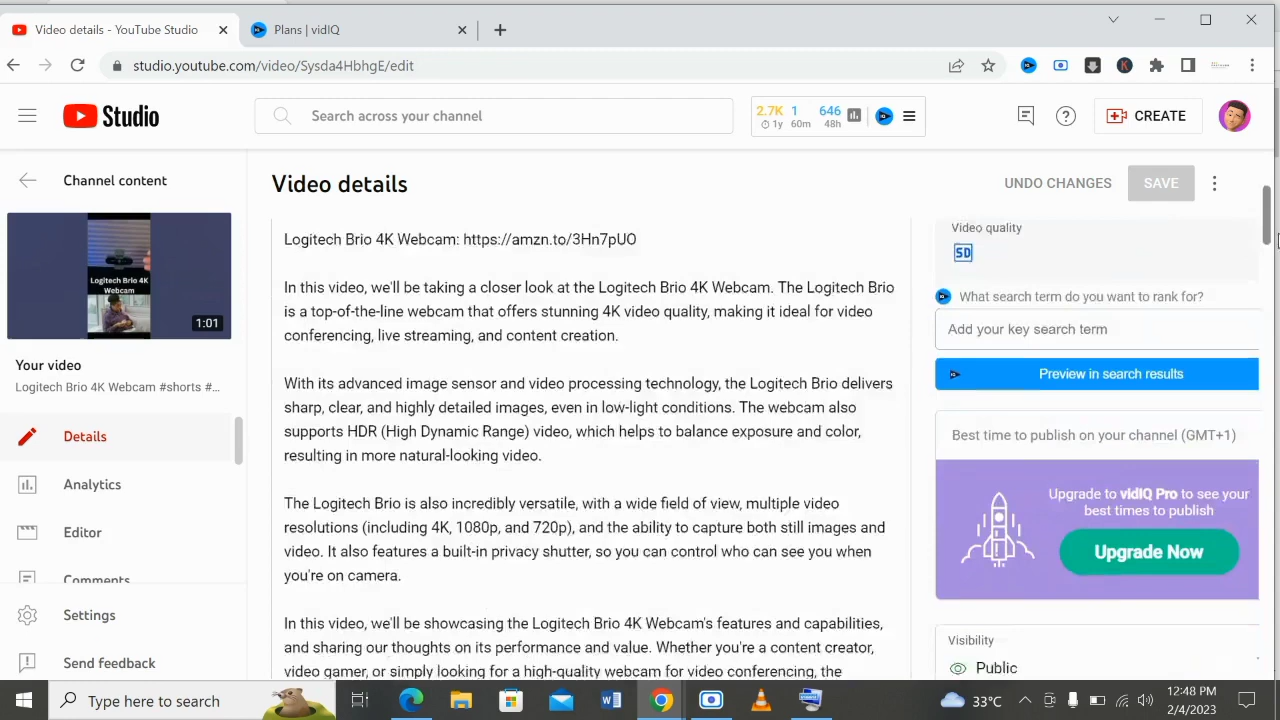 Video details - YouTube Studio
Plans | vidIQ
studio.youtube.com/video/Sysda4HbhgE/edit
Studio
Search across your channel
2.7K 1 646
1y 60m 48h
CREATE
Channel content
Video details
UNDO CHANGES
SAVE
Logitech Brio 4K
Webcam
1:01
Your video
Logitech Brio 4K Webcam #shorts #...
Details
Analytics
Editor
Comments
Settings
Send feedback
Logitech Brio 4K Webcam: https://amzn.to/3Hn7pUO
In this video, we'll be taking a closer look at the Logitech Brio 4K Webcam. The Logitech Brio
is a top-of-the-line webcam that offers stunning 4K video quality, making it ideal for video
conferencing, live streaming, and content creation.
With its advanced image sensor and video processing technology, the Logitech Brio delivers
sharp, clear, and highly detailed images, even in low-light conditions. The webcam also
supports HDR (High Dynamic Range) video, which helps to balance exposure and color,
resulting in more natural-looking video.
The Logitech Brio is also incredibly versatile, with a wide field of view, multiple video
resolutions (including 4K, 1080p, and 720p), and the ability to capture both still images and
video. It also features a built-in privacy shutter, so you can control who can see you when
you're on camera.
In this video, we'll be showcasing the Logitech Brio 4K Webcam's features and capabilities,
and sharing our thoughts on its performance and value. Whether you're a content creator,
video gamer, or simply looking for a high-quality webcam for video conferencing, the
Video quality
SD
What search term do you want to rank for?
Add your key search term
Preview in search results
Best time to publish on your channel (GMT+1)
Upgrade to vidIQ Pro to see your
best times to publish
Upgrade Now
Visibility
Public
Type here to search
33°C
12:48 PM
2/4/2023